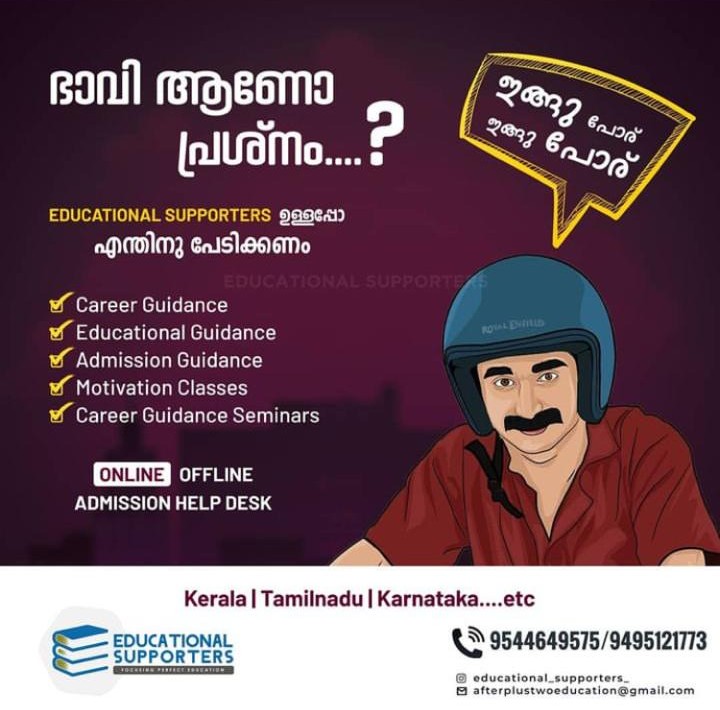 ഭാവി ആണോ
പ്രശ്നം....?
ഇങ്ങു പോര്
ഇങ്ങു പോര്
EDUCATIONAL SUPPORTERS ഉള്ളപ്പോ
എന്തിനു പേടിക്കണം
EDUCATIONAL SUPPORTERS
Career Guidance
Educational Guidance
Admission Guidance
Motivation Classes
Career Guidance Seminars
ROYAL ENFIELD
ONLINE OFFLINE
ADMISSION HELP DESK
Kerala | Tamilnadu | Karnataka....etc
EDUCATIONAL
SUPPORTERS
FOCUSING PERFECT EDUCATION
9544649575/9495121773
educational_supporters_
afterplustwoeducation@gmail.com